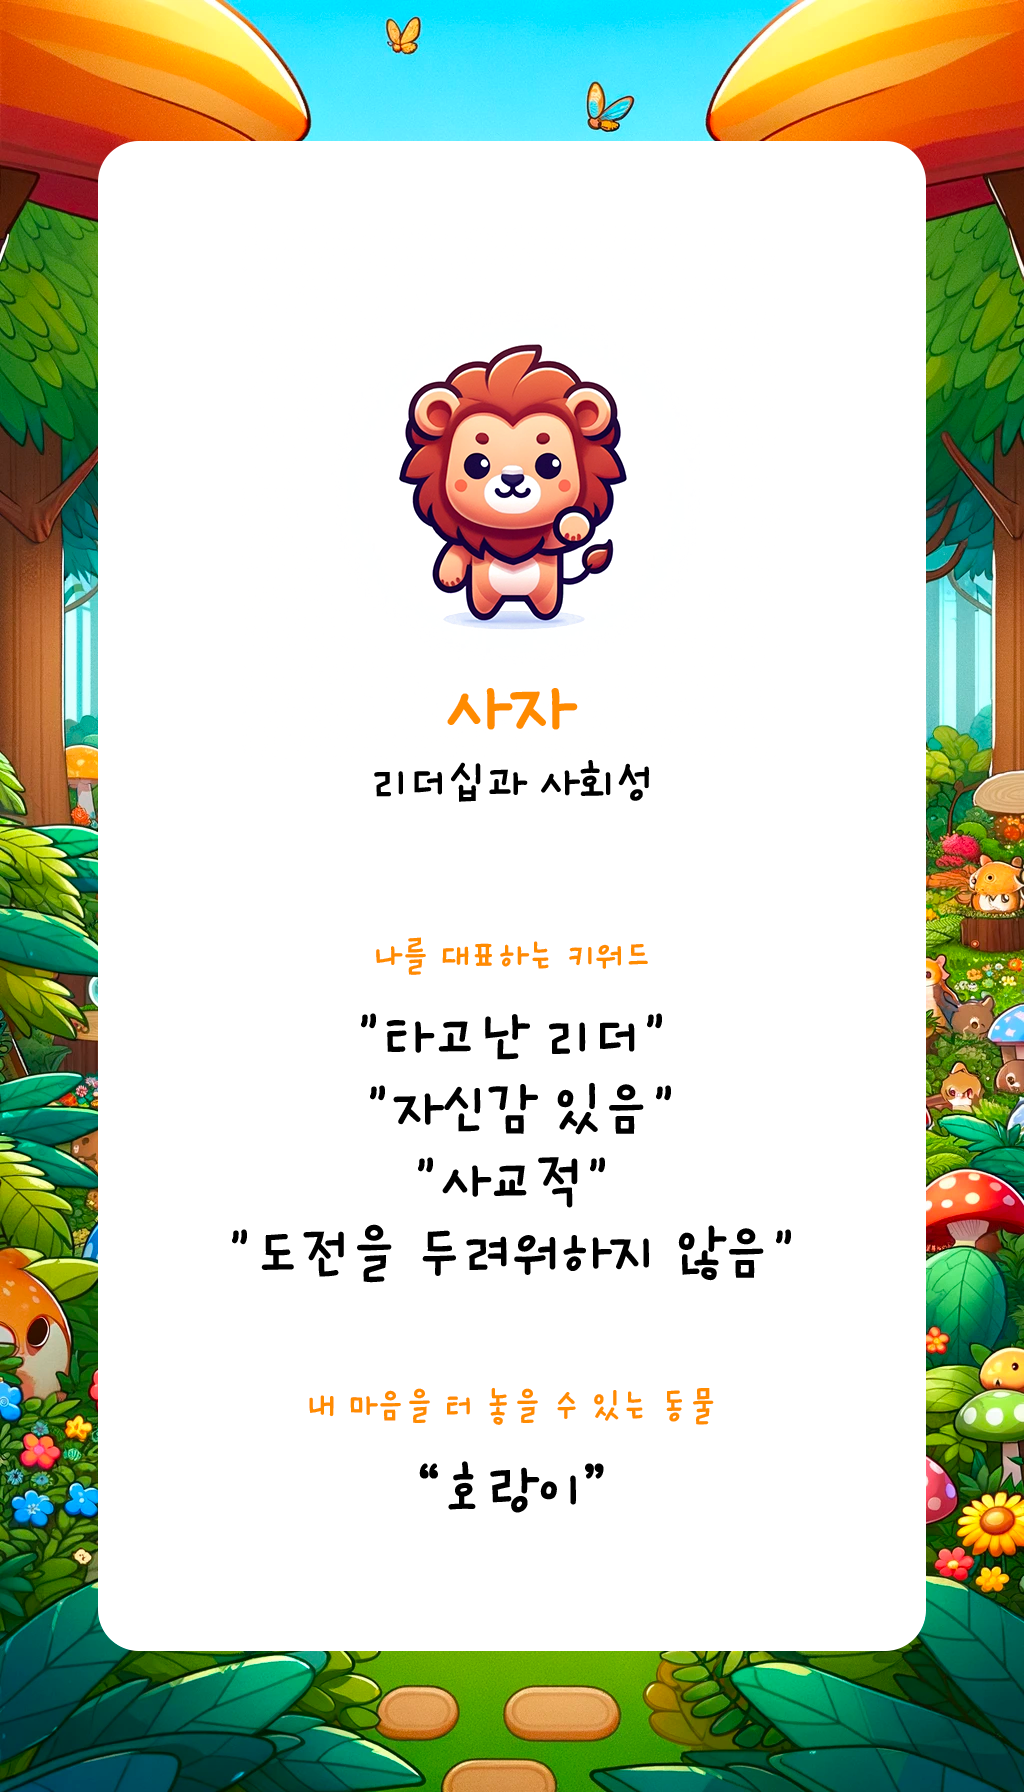 사자
리더십과 사회성
나를 대표하는 키워드
"타고난 리더"
"자신감 있음"
"사교적"
"도전을 두려워하지 않음"
내 마음을 터 놓을 수 있는 동물
“호랑이”